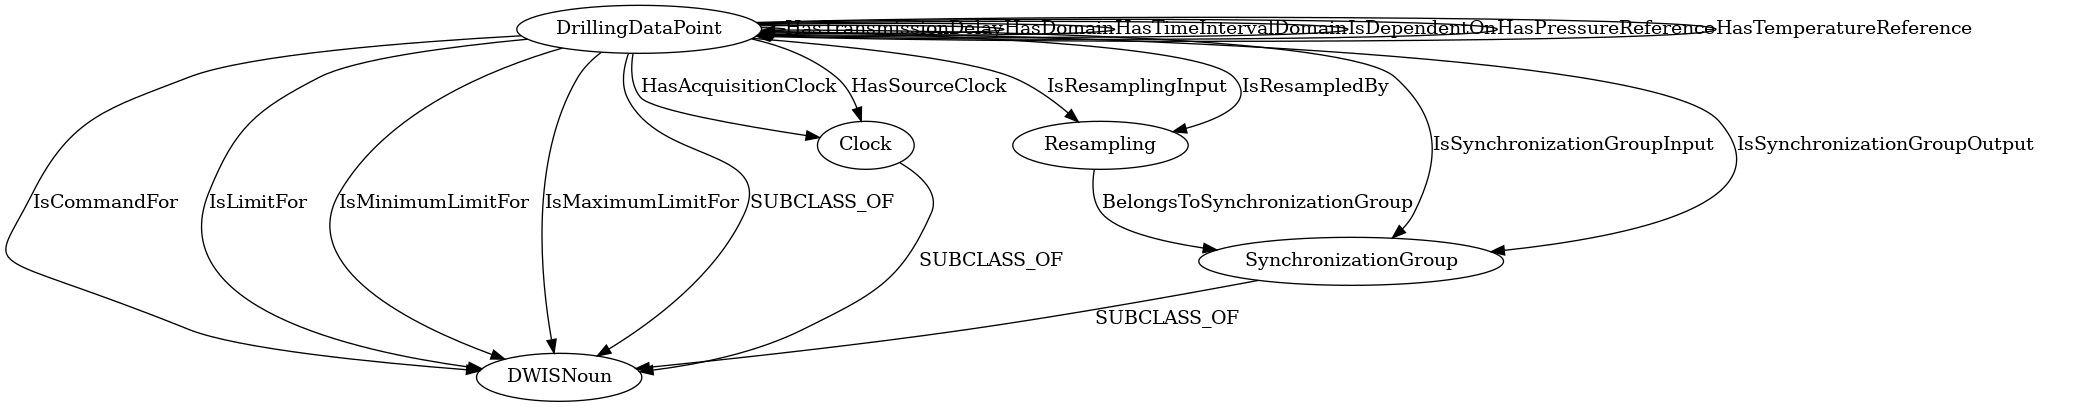 DrillingDataPoint
HasTransmissionDelay
HasDomain
HasTimeIntervalDomain
IsDependentOn
HasPressureReference
HasTemperatureReference
HasAcquisitionClock
HasSourceClock
IsResamplingInput
IsResampledBy
Clock
Resampling
IsSynchronizationGroupInput
IsSynchronizationGroupOutput
IsCommandFor
IsLimitFor
IsMinimumLimitFor
IsMaximumLimitFor
SUBCLASS_OF
BelongsToSynchronizationGroup
SUBCLASS_OF
SynchronizationGroup
SUBCLASS_OF
DWISNoun